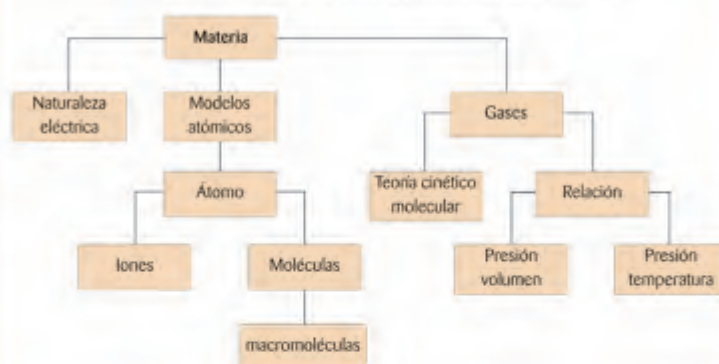 Materia
Naturaleza
eléctrica
Modelos
atómicos
Gases
Átomo
Teoría cinético
molecular
Relación
Iones
Moléculas
Presión
volumen
Presión
temperatura
macromoléculas